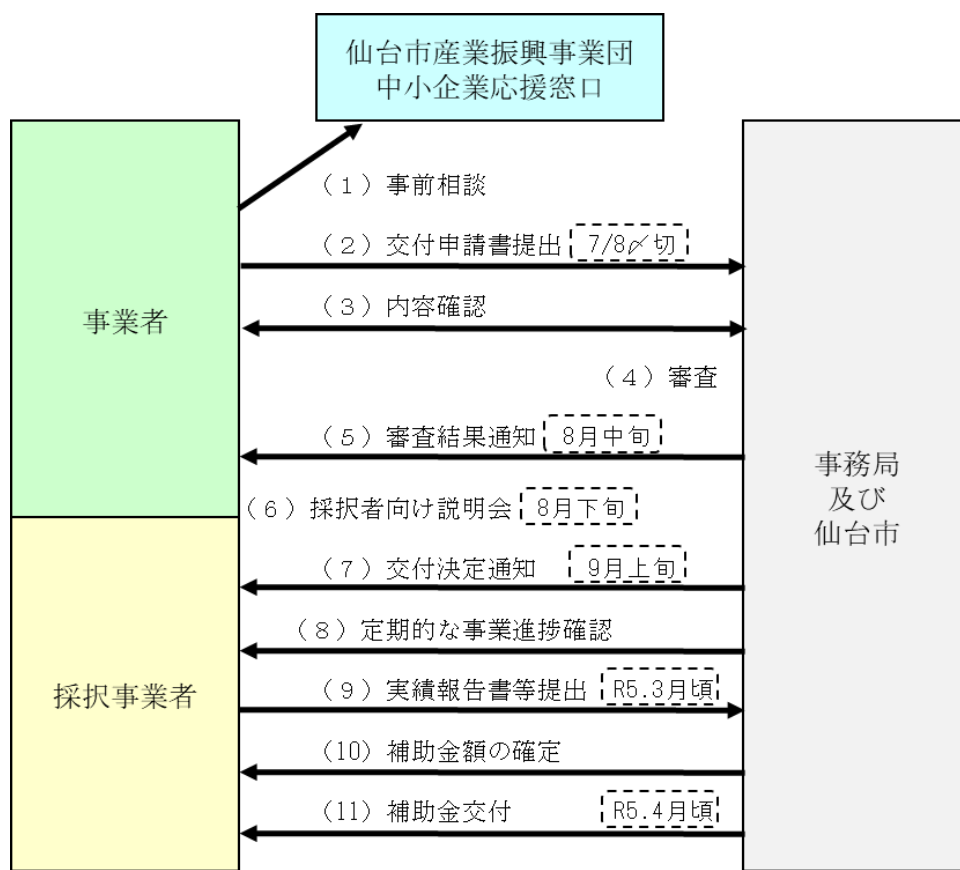 仙台市産業振興事業団
中小企業応援窓口
（１）事前相談
（２）交付申請書提出 7/8〆切
（３）内容確認
事業者
（４）審査
（５）審査結果通知 8月中旬
事務局
及び
仙台市
（６）採択者向け説明会 8月下旬
（７）交付決定通知 9月上旬
（８）定期的な事業進捗確認
採択事業者
（９）実績報告書等提出 R5.3月頃
（10）補助金額の確定
（11）補助金交付 R5.4月頃